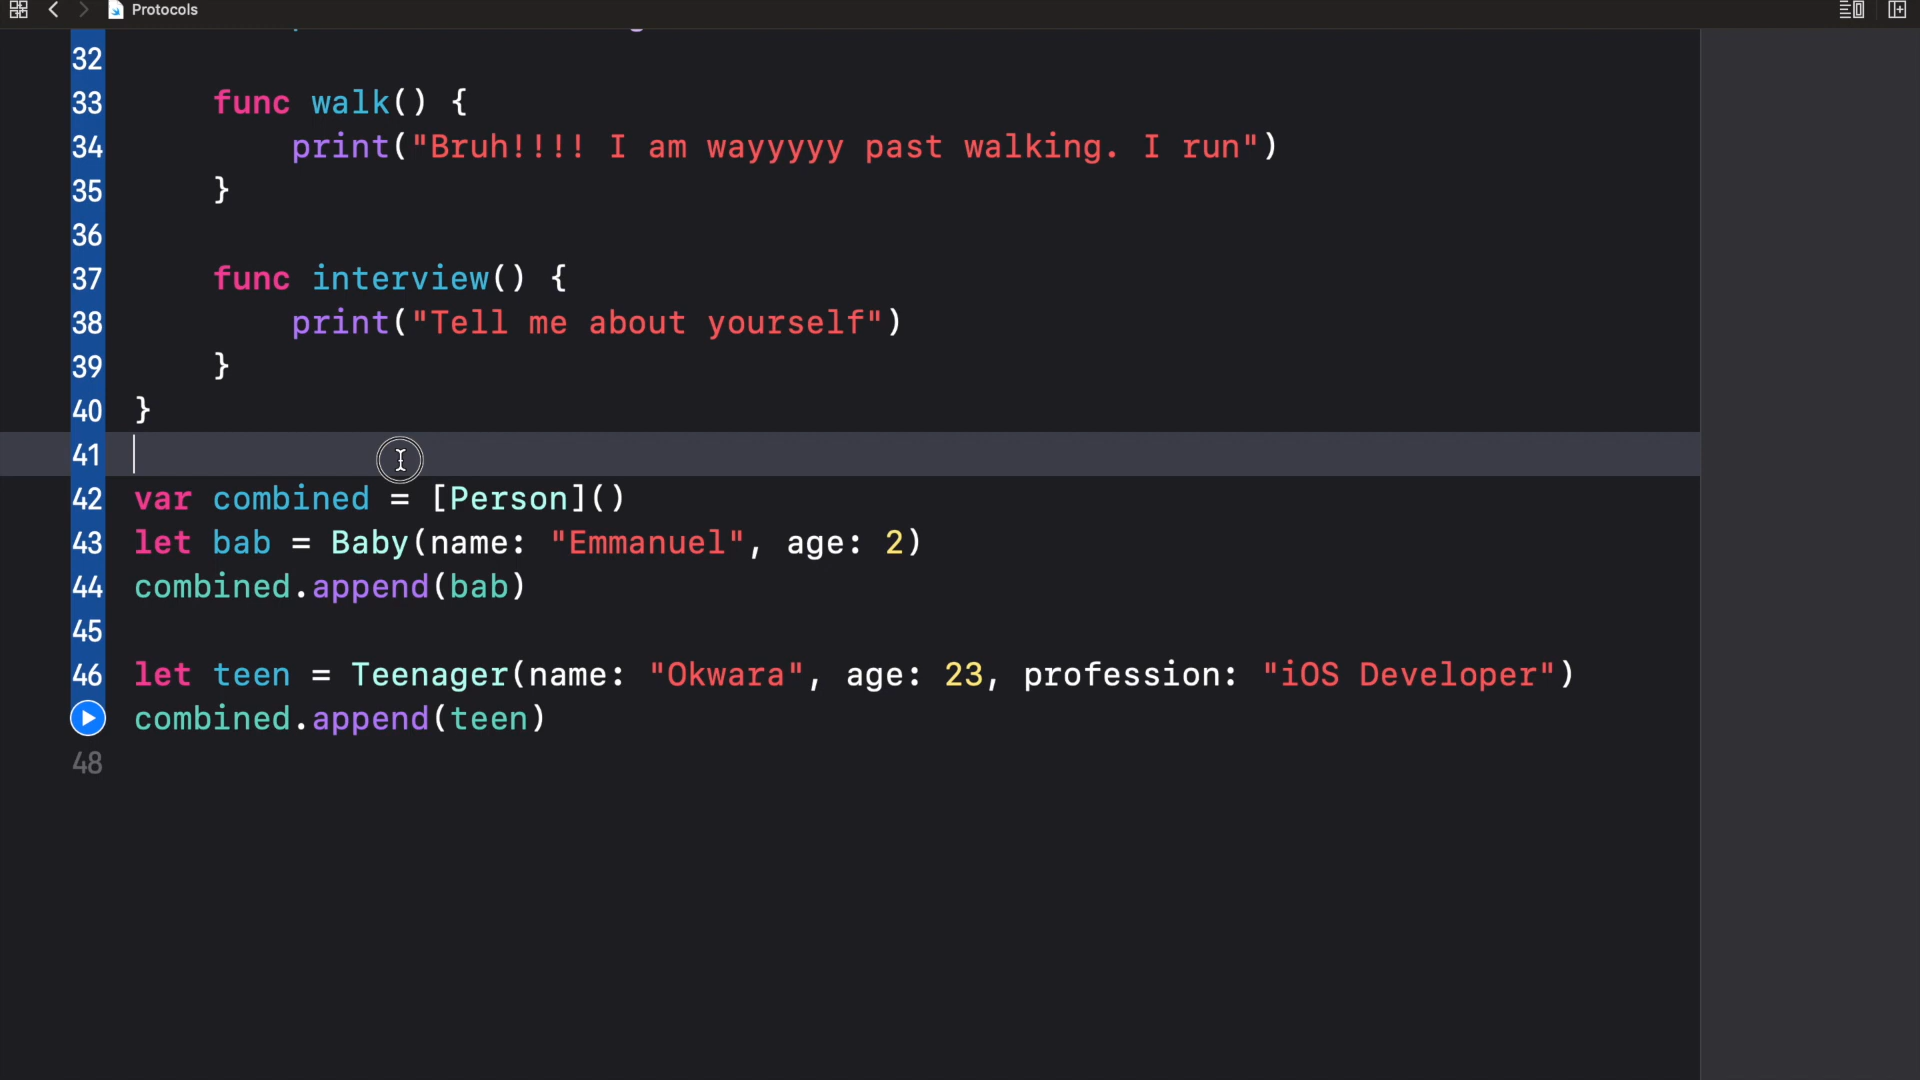 Protocols
32
33 func walk() {
34 print("Bruh!!!! I am wayyyyy past walking. I run")
35 }
36
37 func interview() {
38 print("Tell me about yourself")
39 }
40 }
41
42 var combined = [Person]()
43 let bab = Baby(name: "Emmanuel", age: 2)
44 combined.append(bab)
45
46 let teen = Teenager(name: "Okwara", age: 23, profession: "iOS Developer")
combined.append(teen)
48